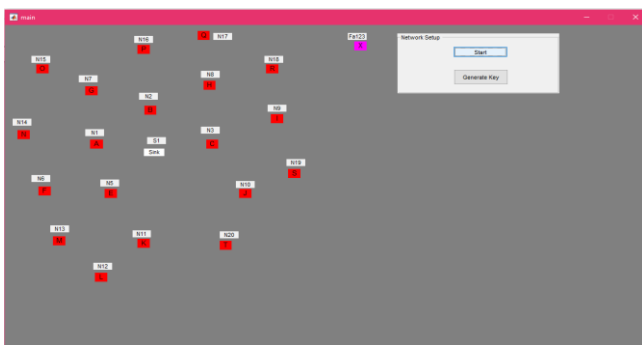 main
N16
P
Q N17
Fa123
X
Network Setup
Start
Generate Key
N15
O
N18
R
N7
G
N8
H
N2
B
N9
I
N14
N
N1
A
S1
Sink
N3
C
N19
S
N6
F
N5
E
N10
J
N13
M
N11
K
N20
T
N12
L